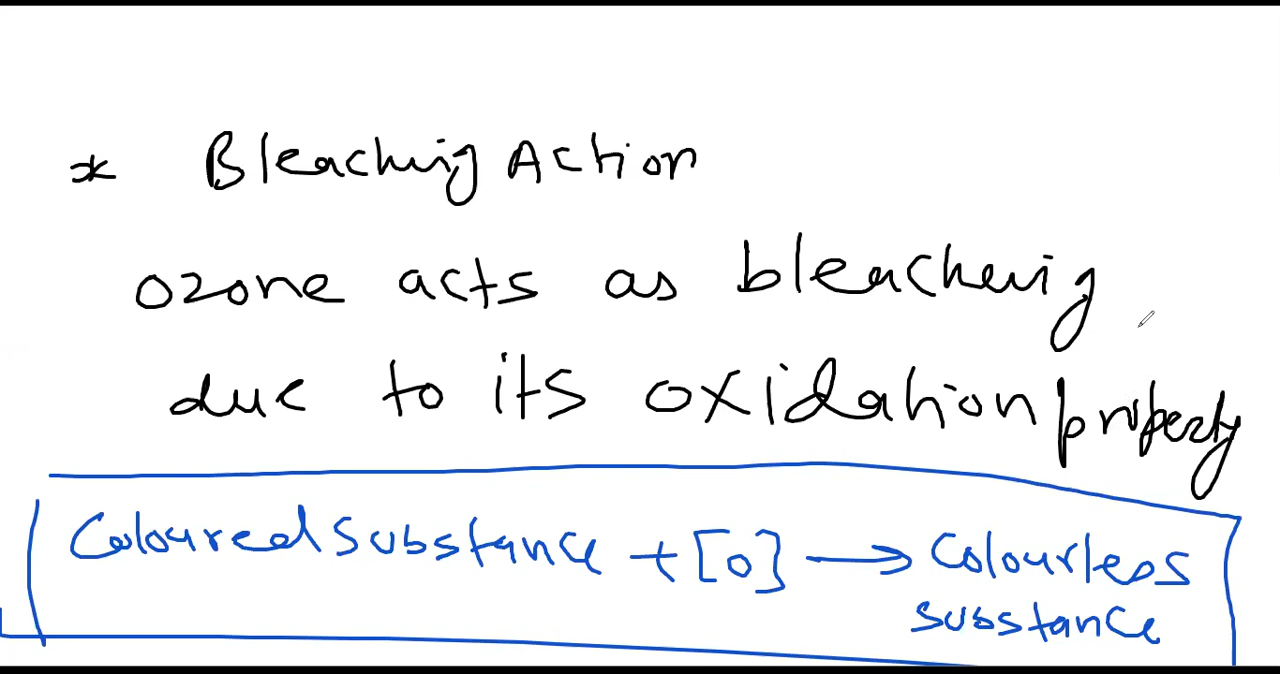 * Bleaching Action
ozone acts as bleaching
due to its oxidation property
Coloured substance + [O] → Colourless
substance